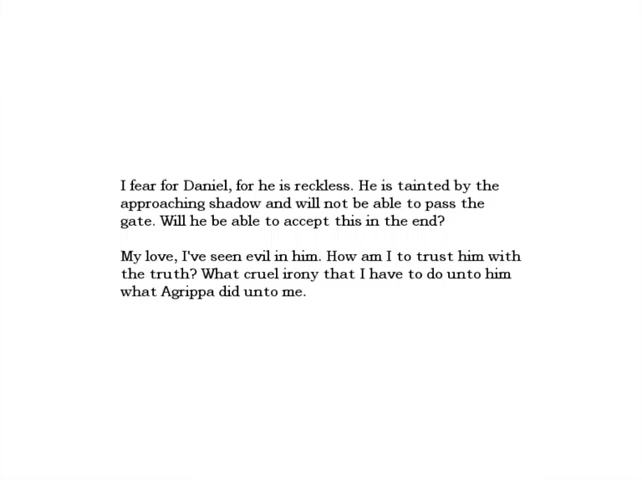 I fear for Daniel, for he is reckless. He is tainted by the
approaching shadow and will not be able to pass the
gate. Will he be able to accept this in the end?
My love, I've seen evil in him. How am I to trust him with
the truth? What cruel irony that I have to do unto him
what Agrippa did unto me.